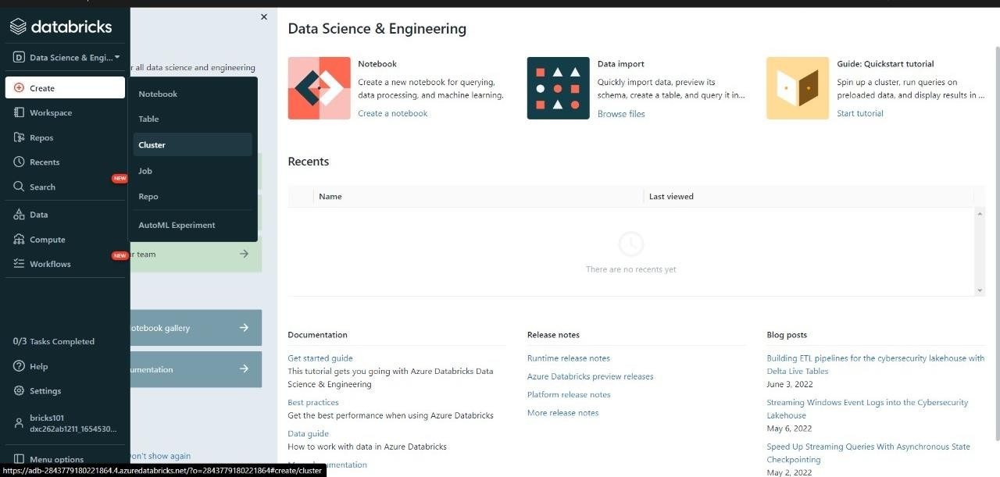 databricks
Data Science & Engi...
Create
Workspace
Repos
Recents
Search
NEW
Data
Compute
Workflows
NEW
0/3 Tasks Completed
Help
Settings
bricks101
dxc262ab1211_1654530...
Menu options
https://adb-2843779180221864.4.azuredatabricks.net/?o=2843779180221864#create/cluster
Notebook
Table
Cluster
Job
Repo
AutoML Experiment
r all data science and engineering
r team
otebook gallery
umentation
on't show again
Data Science & Engineering
Notebook
Create a new notebook for querying,
data processing, and machine learning.
Create a notebook
Data import
Quickly import data, preview its
schema, create a table, and query it in...
Browse files
Guide: Quickstart tutorial
Spin up a cluster, run queries on
preloaded data, and display results in ...
Start tutorial
Recents
Name
Last viewed
There are no recents yet
Documentation
Get started guide
This tutorial gets you going with Azure Databricks Data
Science & Engineering
Best practices
Get the best performance when using Azure Databricks
Data guide
How to work with data in Azure Databricks
Release notes
Runtime release notes
Azure Databricks preview releases
Platform release notes
More release notes
Blog posts
Building ETL pipelines for the cybersecurity lakehouse with
Delta Live Tables
June 3, 2022
Streaming Windows Event Logs into the Cybersecurity
Lakehouse
May 6, 2022
Speed Up Streaming Queries With Asynchronous State
Checkpointing
May 2, 2022